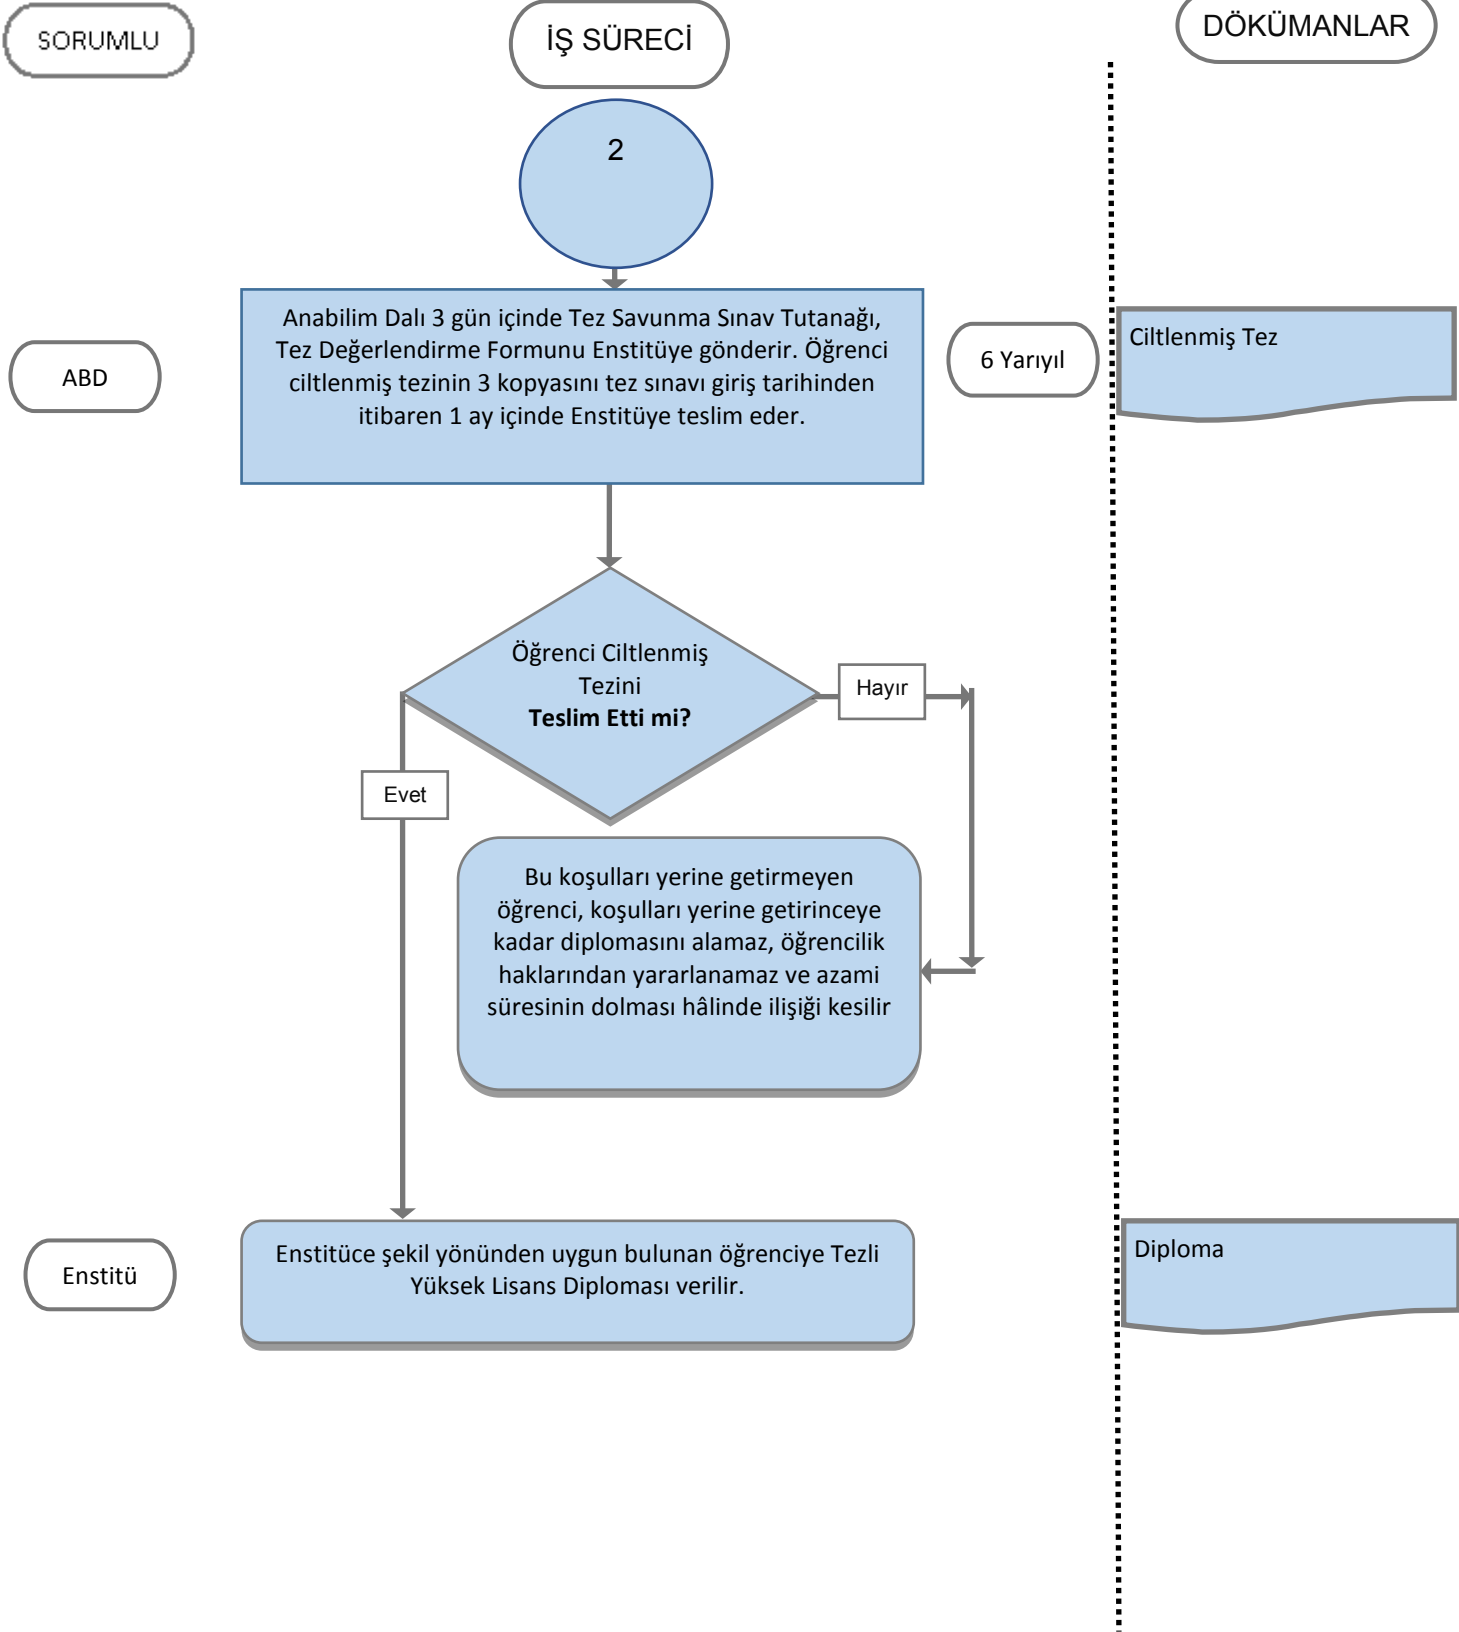 SORUMLU
İŞ SÜRECİ
DÖKÜMANLAR
2
ABD
Anabilim Dalı 3 gün içinde Tez Savunma Sınav Tutanağı,
Tez Değerlendirme Formunu Enstitüye gönderir. Öğrenci
ciltlenmiş tezinin 3 kopyasını tez sınavı giriş tarihinden
itibaren 1 ay içinde Enstitüye teslim eder.
6 Yarıyıl
Ciltlenmiş Tez
Öğrenci Ciltlenmiş
Tezini
Teslim Etti mi?
Hayır
Evet
Bu koşulları yerine getirmeyen
öğrenci, koşulları yerine getirinceye
kadar diplomasını alamaz, öğrencilik
haklarından yararlanamaz ve azami
süresinin dolması hâlinde ilişiği kesilir
Enstitü
Enstitüce şekil yönünden uygun bulunan öğrenciye Tezli
Yüksek Lisans Diploması verilir.
Diploma